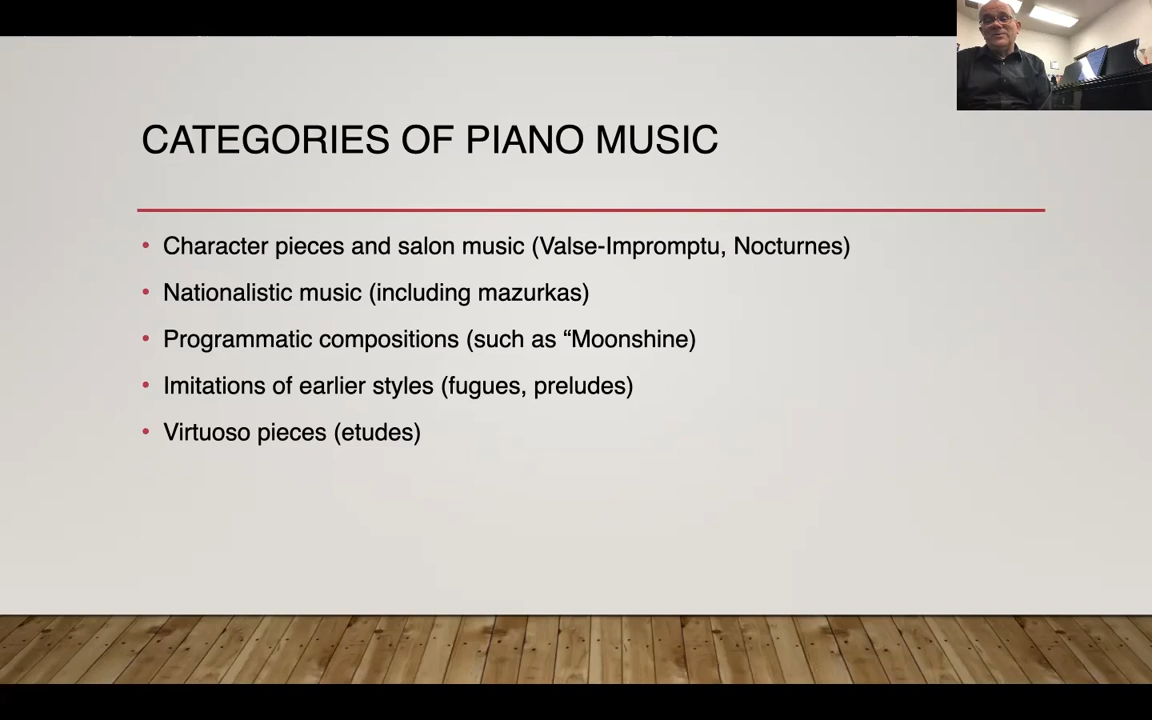 CATEGORIES OF PIANO MUSIC
• Character pieces and salon music (Valse-Impromptu, Nocturnes)
• Nationalistic music (including mazurkas)
• Programmatic compositions (such as “Moonshine)
• Imitations of earlier styles (fugues, preludes)
• Virtuoso pieces (etudes)